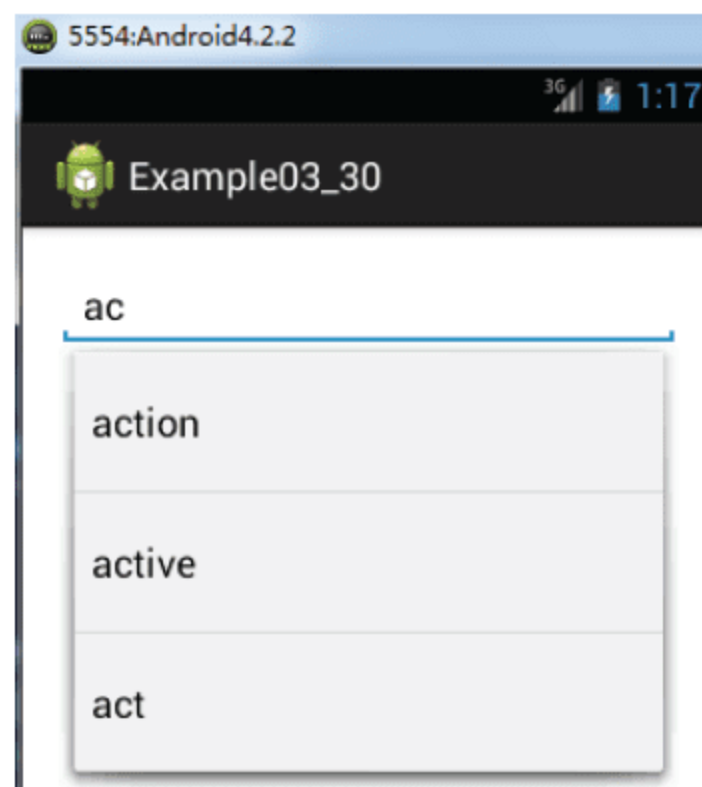 5554:Android4.2.2
3G 1:17
Example03_30
ac
action
active
act